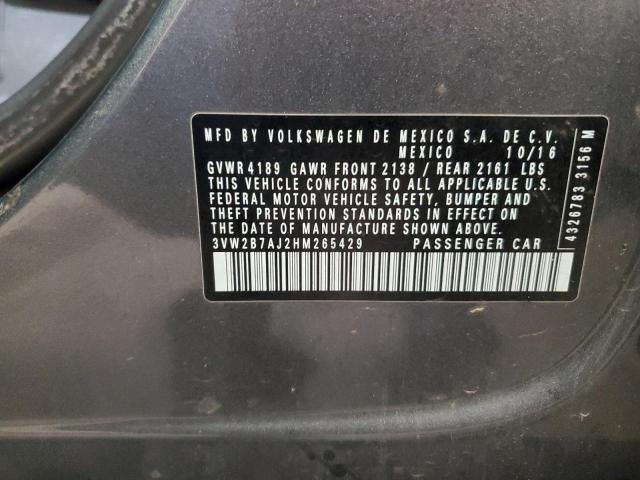 MFD BY VOLKSWAGEN DE MEXICO S.A. DE C.V.
MEXICO 10/16
GVWR 4189 GAWR FRONT 2138 / REAR 2161 LBS
THIS VEHICLE CONFORMS TO ALL APPLICABLE U.S.
FEDERAL MOTOR VEHICLE SAFETY, BUMPER AND
THEFT PREVENTION STANDARDS IN EFFECT ON
THE DATE OF MANUFACTURE SHOWN ABOVE.
3VW2B7AJ2HM265429 PASSENGER CAR
4326783 3156 M